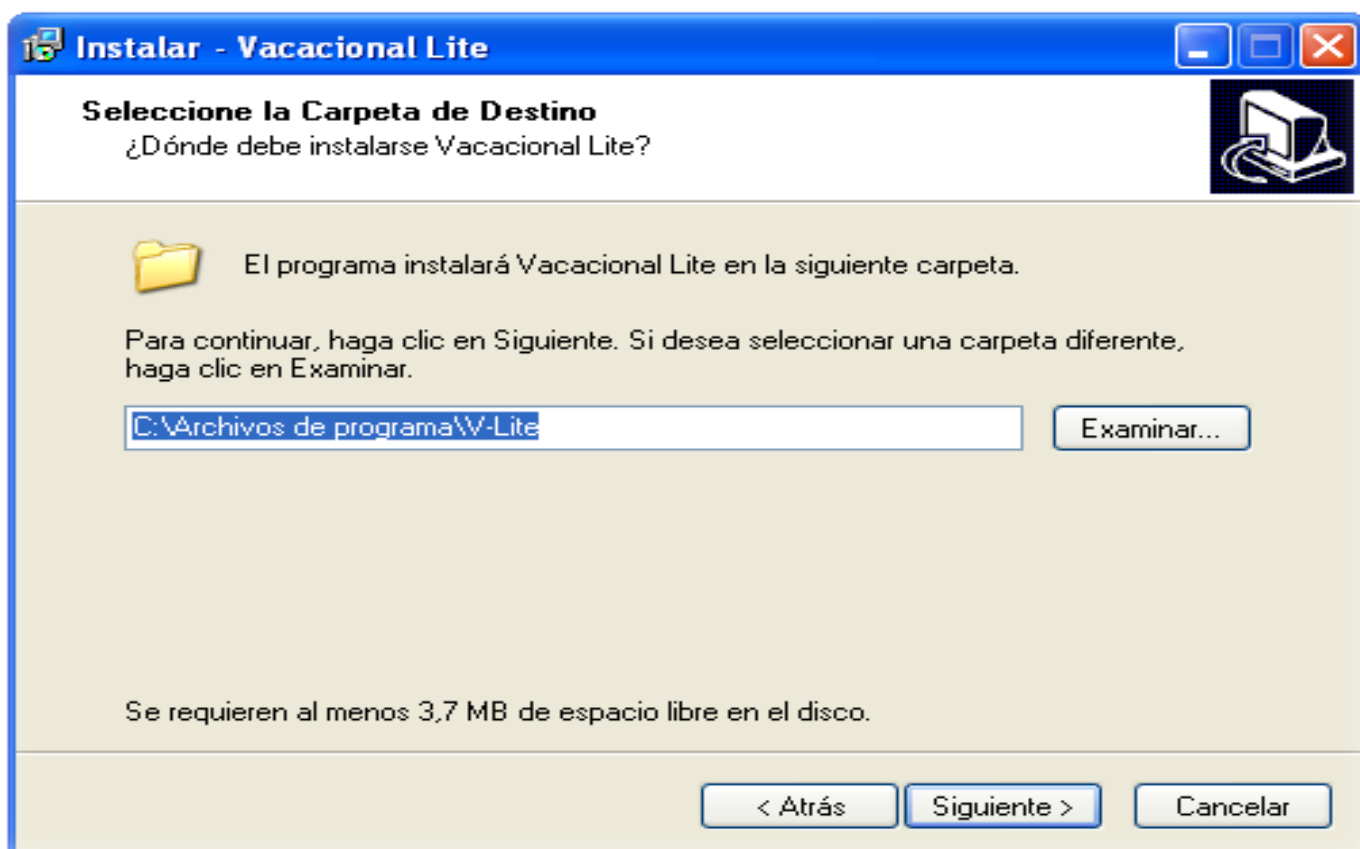 Instalar - Vacacional Lite
Seleccione la Carpeta de Destino
¿Dónde debe instalarse Vacacional Lite?
El programa instalará Vacacional Lite en la siguiente carpeta.
Para continuar, haga clic en Siguiente. Si desea seleccionar una carpeta diferente,
haga clic en Examinar.
C:\Archivos de programa\V-Lite
Examinar...
Se requieren al menos 3,7 MB de espacio libre en el disco.
< Atrás
Siguiente >
Cancelar